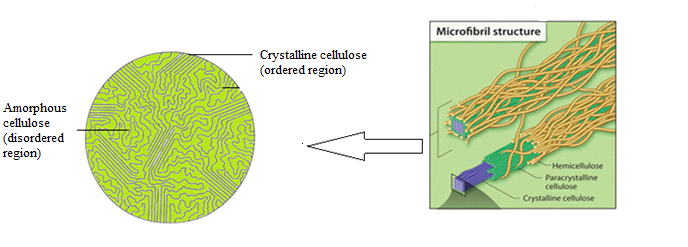 Crystalline cellulose
(ordered region)
Amorphous
cellulose
(disordered
region)
Microfibril structure
Hemicellulose
Paracrystalline
cellulose
Crystalline cellulose